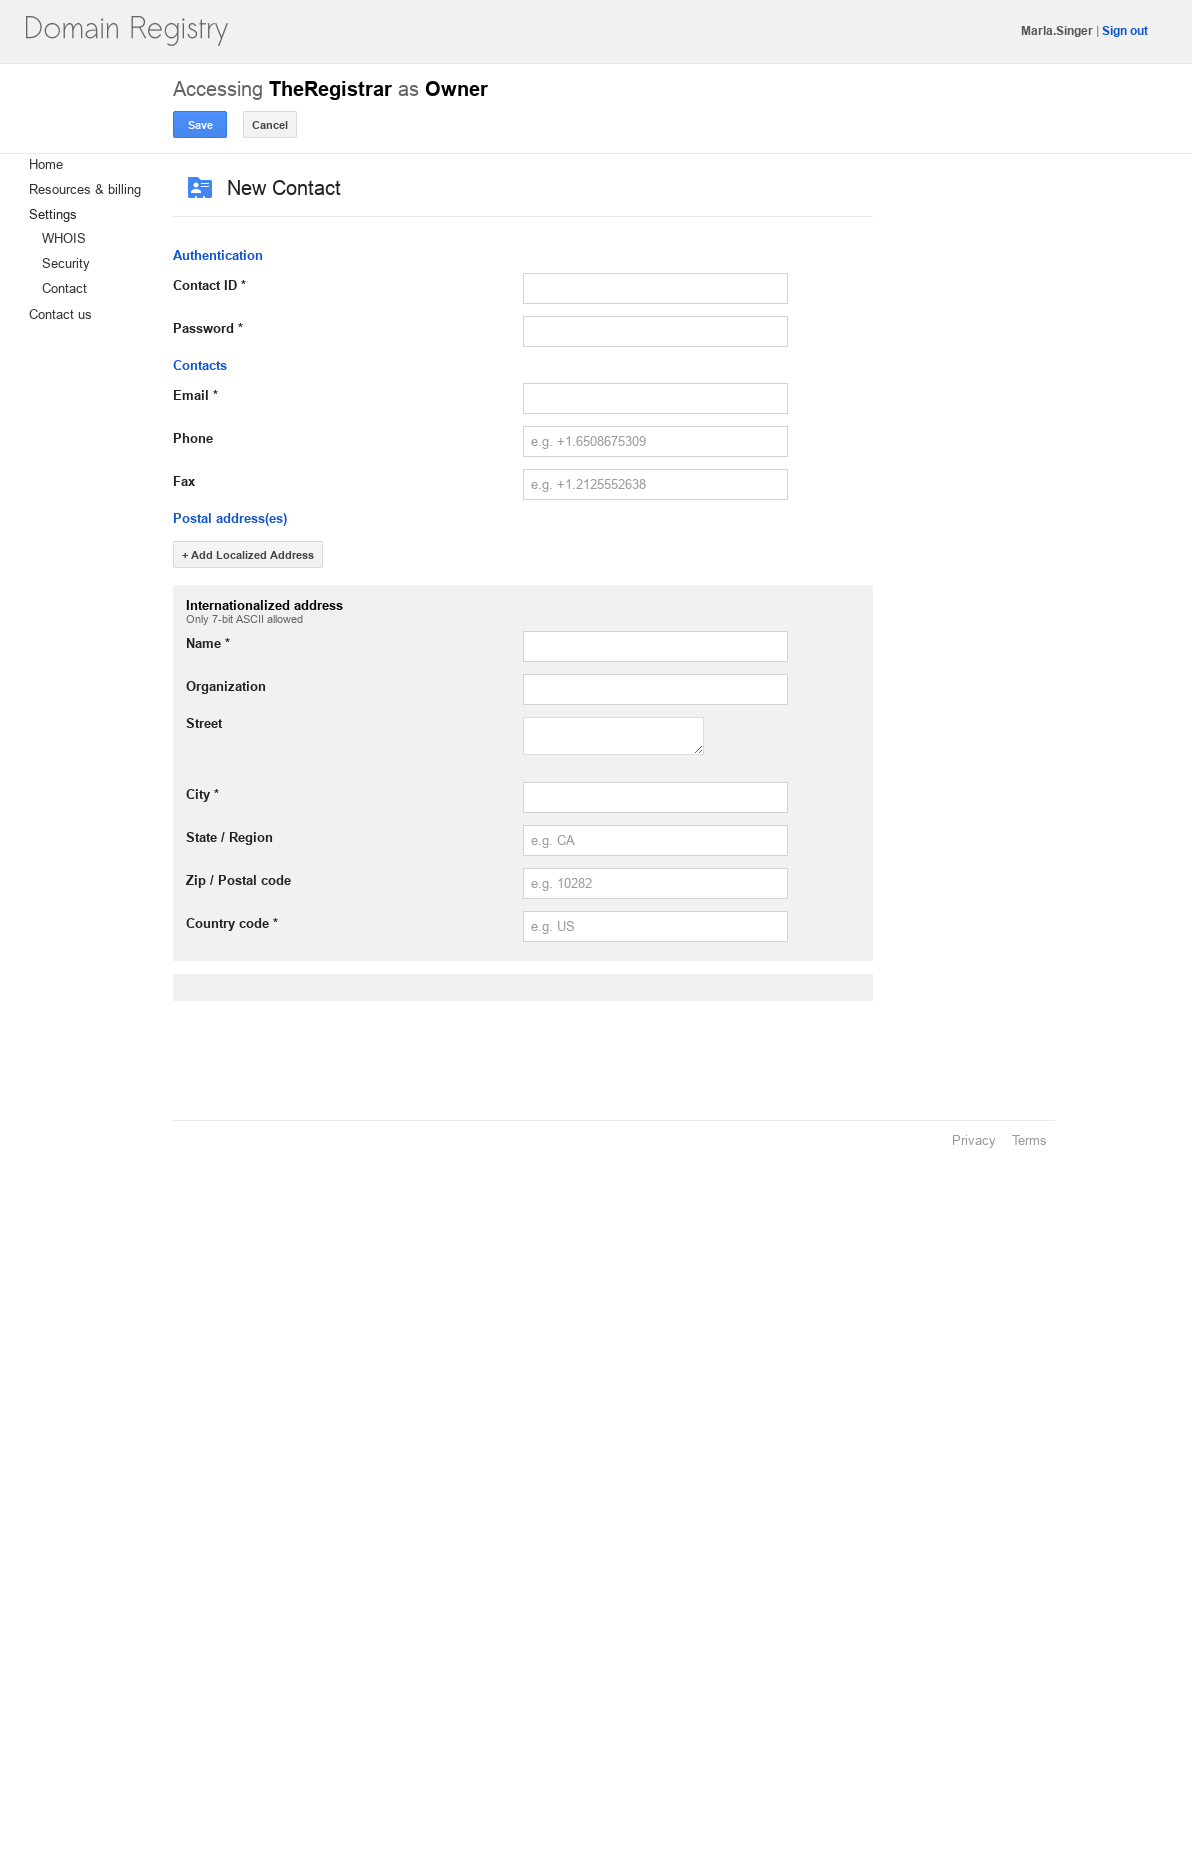 Domain Registry
Marla.Singer | Sign out
Accessing TheRegistrar as Owner
Save
Cancel
Home
Resources & billing
Settings
WHOIS
Security
Contact
Contact us
New Contact
Authentication
Contact ID *
Password *
Contacts
Email *
Phone
e.g. +1.6508675309
Fax
e.g. +1.2125552638
Postal address(es)
+ Add Localized Address
Internationalized address
Only 7-bit ASCII allowed
Name *
Organization
Street
City *
State / Region
e.g. CA
Zip / Postal code
e.g. 10282
Country code *
e.g. US
Privacy
Terms